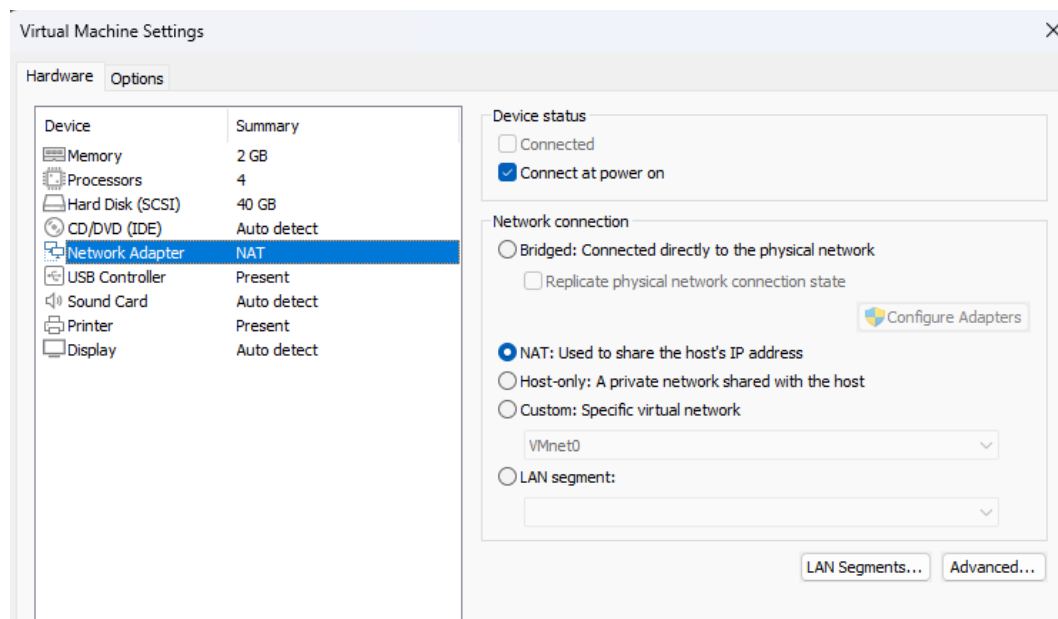 Virtual Machine Settings
Hardware Options
Device Summary
Memory 2 GB
Processors 4
Hard Disk (SCSI) 40 GB
CD/DVD (IDE) Auto detect
Network Adapter NAT
USB Controller Present
Sound Card Auto detect
Printer Present
Display Auto detect
Device status
Connected
Connect at power on
Network connection
Bridged: Connected directly to the physical network
Replicate physical network connection state
Configure Adapters
NAT: Used to share the host's IP address
Host-only: A private network shared with the host
Custom: Specific virtual network
VMnet0
LAN segment:
LAN Segments... Advanced...